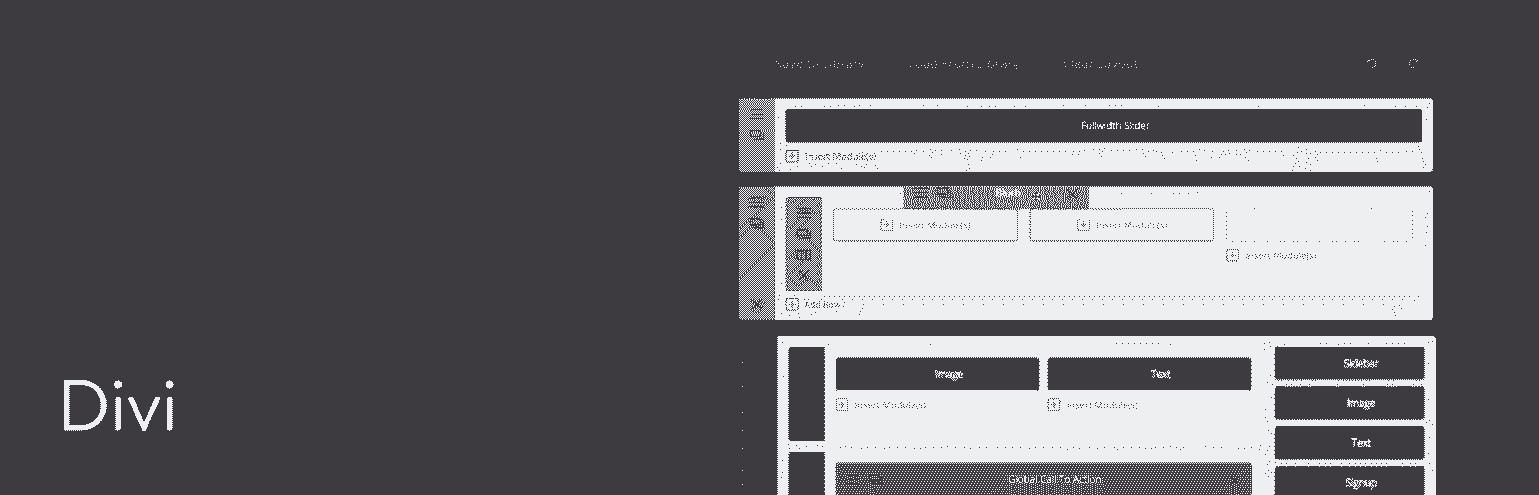 Save to Library Load From Library Clear Layout
Fullwidth Slider
Insert Module(s)
Insert Module(s) Insert Module(s)
Insert Module(s)
Add Row
Image Text Sidebar
Insert Module(s) Insert Module(s) Image
Divi
Text
Global Call To Action Signup